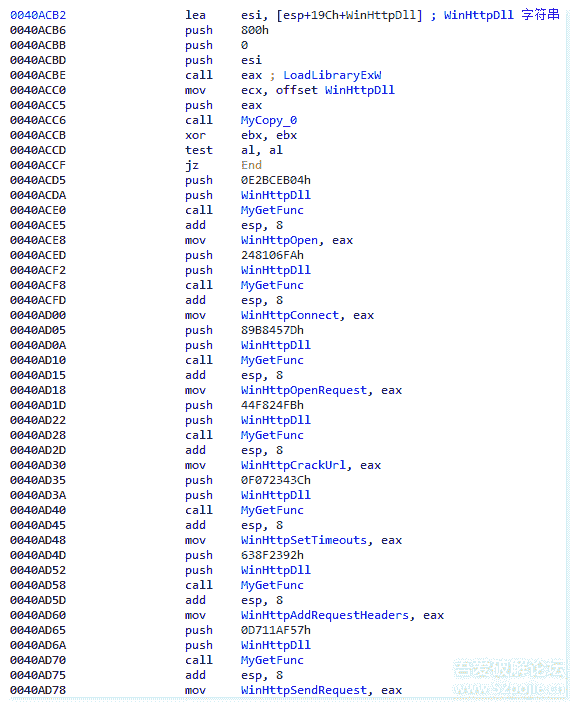 0040ACB2 lea esi, [esp+19Ch+WinHttpDll] ; WinHttpDll 字符串
0040ACB6 push 800h
0040ACBB push 0
0040ACBD push esi
0040ACBE call eax ; LoadLibraryExW
0040ACC0 mov ecx, offset WinHttpDll
0040ACC5 push eax
0040ACC6 call MyCopy_0
0040ACCB xor ebx, ebx
0040ACCD test al, al
0040ACCF jz End
0040ACD5 push 0E2BCEB04h
0040ACDA push WinHttpDll
0040ACE0 call MyGetFunc
0040ACE5 add esp, 8
0040ACE8 mov WinHttpOpen, eax
0040ACED push 248106FAh
0040ACF2 push WinHttpDll
0040ACF8 call MyGetFunc
0040ACFD add esp, 8
0040AD00 mov WinHttpConnect, eax
0040AD05 push 89B8457Dh
0040AD0A push WinHttpDll
0040AD10 call MyGetFunc
0040AD15 add esp, 8
0040AD18 mov WinHttpOpenRequest, eax
0040AD1D push 44F824FBh
0040AD22 push WinHttpDll
0040AD28 call MyGetFunc
0040AD2D add esp, 8
0040AD30 mov WinHttpCrackUrl, eax
0040AD35 push 0F072343Ch
0040AD3A push WinHttpDll
0040AD40 call MyGetFunc
0040AD45 add esp, 8
0040AD48 mov WinHttpSetTimeouts, eax
0040AD4D push 638F2392h
0040AD52 push WinHttpDll
0040AD58 call MyGetFunc
0040AD5D add esp, 8
0040AD60 mov WinHttpAddRequestHeaders, eax
0040AD65 push 0D711AF57h
0040AD6A push WinHttpDll
0040AD70 call MyGetFunc
0040AD75 add esp, 8
0040AD78 mov WinHttpSendRequest, eax
吾爱破解论坛
www.52pojie.cn